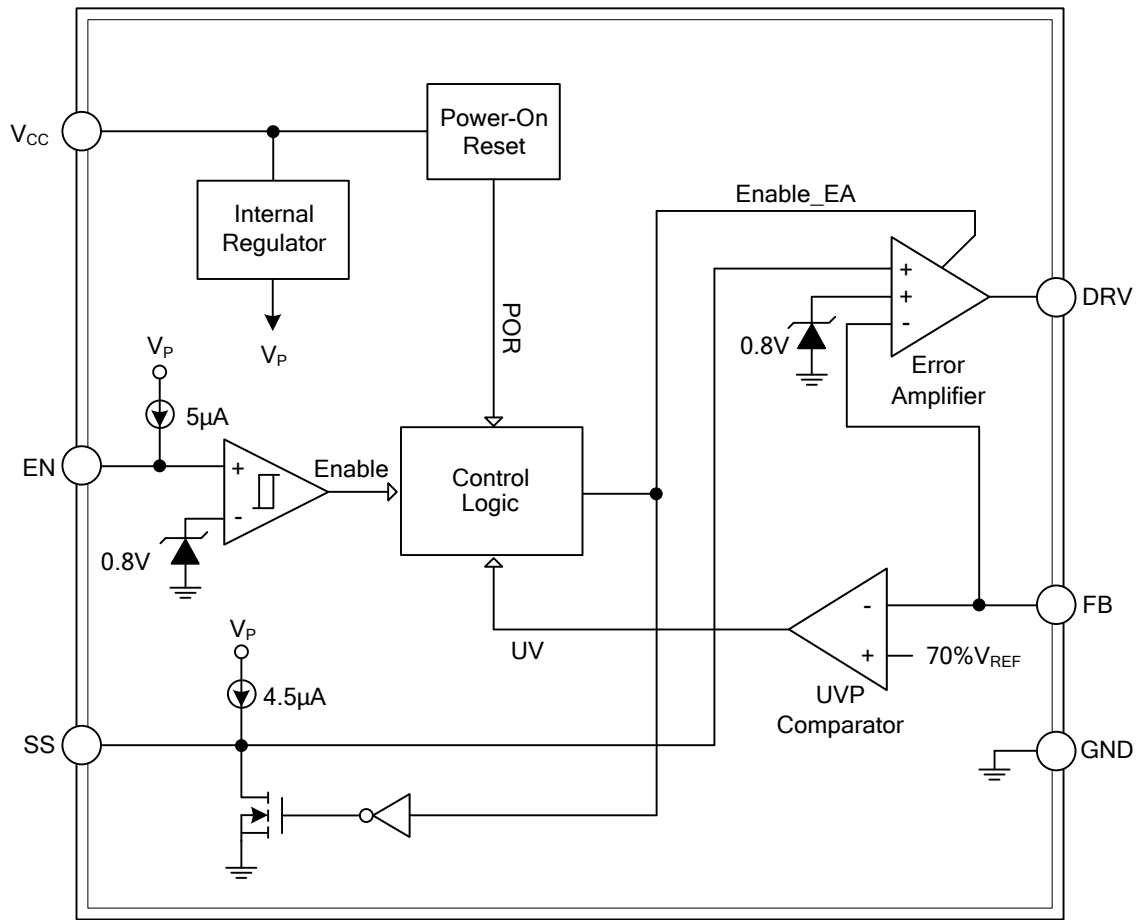 Power-On
Reset
VCC
Enable_EA
Internal
Regulator
+
+
-
DRV
POR
0.8V
VP
VP
Error
Amplifier
5µA
EN
+
Enable
Control
Logic
-
0.8V
-
FB
VP
UV
+
70%VREF
4.5µA
UVP
Comparator
SS
GND